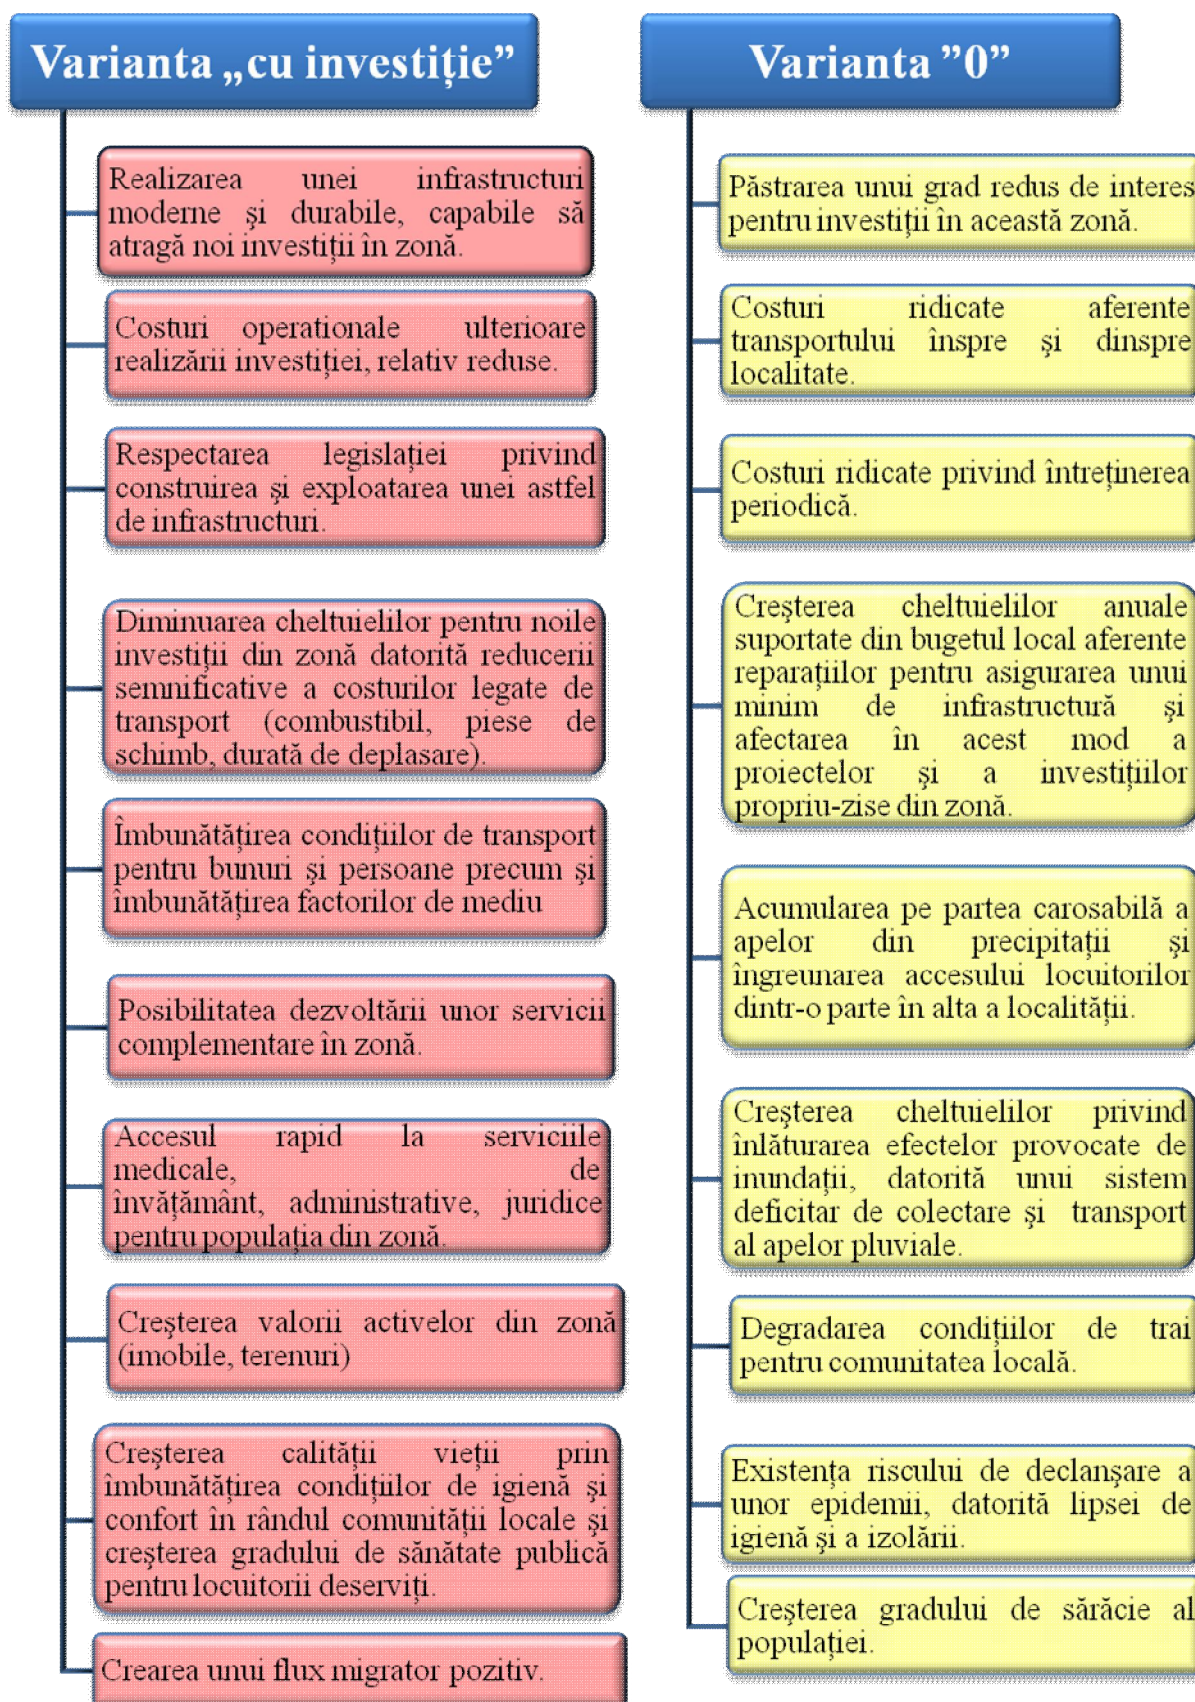 Varianta „cu investiție”
Realizarea unei infrastructuri
moderne și durabile, capabile să
atragă noi investiții în zonă.
Costuri operationale ulterioare
realizării investiției, relativ reduse.
Respectarea legislației privind
construirea și exploatarea unei astfel
de infrastructuri.
Diminuarea cheltuielilor pentru noile
investiții din zonă datorită reducerii
semnificative a costurilor legate de
transport (combustibil, piese de
schimb, durată de deplasare).
Îmbunătățirea condițiilor de transport
pentru bunuri și persoane precum și
îmbunătățirea factorilor de mediu
Posibilitatea dezvoltării unor servicii
complementare în zonă.
Accesul rapid la serviciile
medicale, de
învățământ, administrative, juridice
pentru populația din zonă.
Creșterea valorii activelor din zonă
(imobile, terenuri)
Creșterea calității vieții prin
îmbunătățirea condițiilor de igienă și
confort în rândul comunității locale și
creșterea gradului de sănătate publică
pentru locuitorii deserviți.
Crearea unui flux migrator pozitiv.
Varianta ”0”
Păstrarea unui grad redus de interes
pentru investiții în această zonă.
Costuri ridicate aferente
transportului înspre și dinspre
localitate.
Costuri ridicate privind întreținerea
periodică.
Creșterea cheltuielilor anuale
suportate din bugetul local aferente
reparațiilor pentru asigurarea unui
minim de infrastructură și
afectarea în acest mod a
proiectelor și a investițiilor
propriu-zise din zonă.
Acumularea pe partea carosabilă a
apelor din precipitații și
îngreunarea accesului locuitorilor
dintr-o parte în alta a localității.
Creșterea cheltuielilor privind
înlăturarea efectelor provocate de
inundații, datorită unui sistem
deficitar de colectare și transport
al apelor pluviale.
Degradarea condițiilor de trai
pentru comunitatea locală.
Existența riscului de declanșare a
unor epidemii, datorită lipsei de
igienă și a izolării.
Creșterea gradului de sărăcie al
populației.